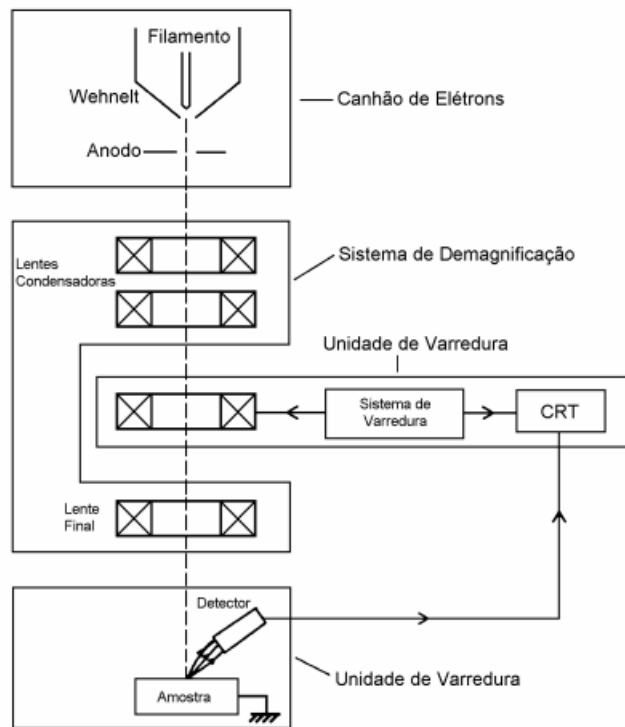 Filamento
Wehnelt
Canhão de Elétrons
Anodo
Sistema de Demagnificação
Lentes
Condensadoras
Unidade de Varredura
Sistema de
Varredura
CRT
Lente
Final
Detector
Unidade de Varredura
Amostra